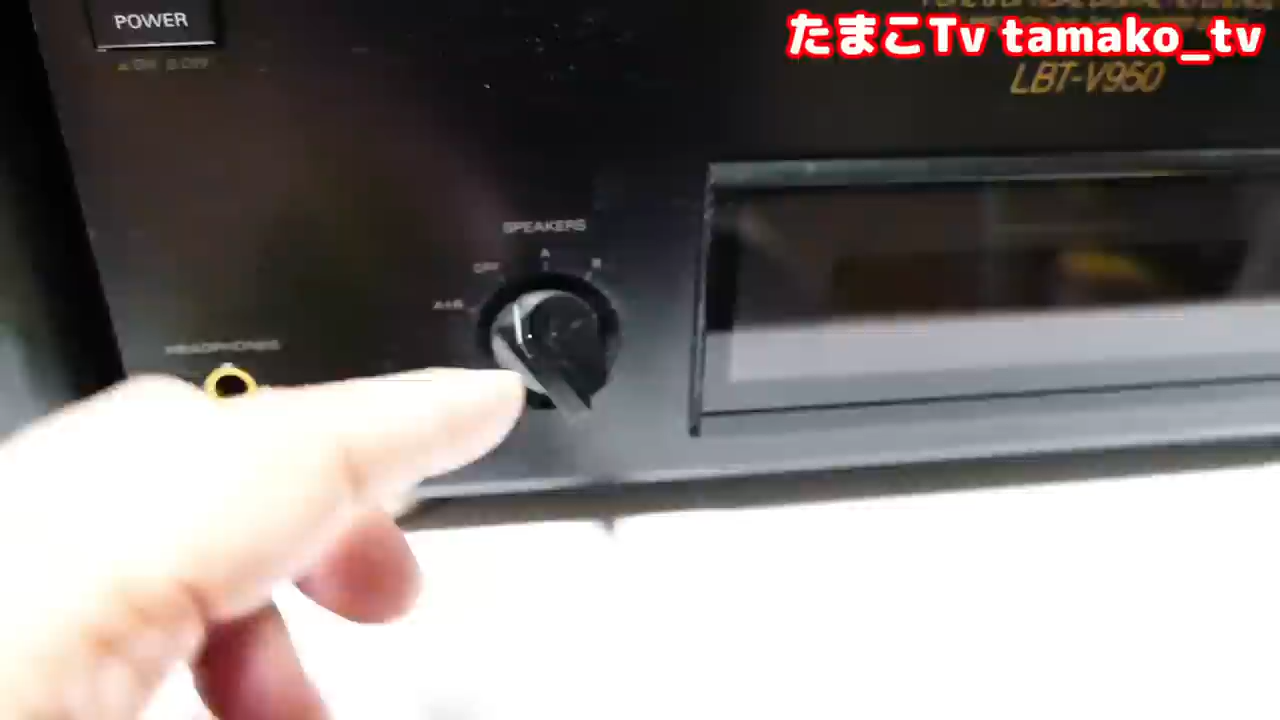 POWER
たまこTv tamako_tv
LBT-V950
SPEAKERS
OFF
A
B
A+B
HEADPHONES